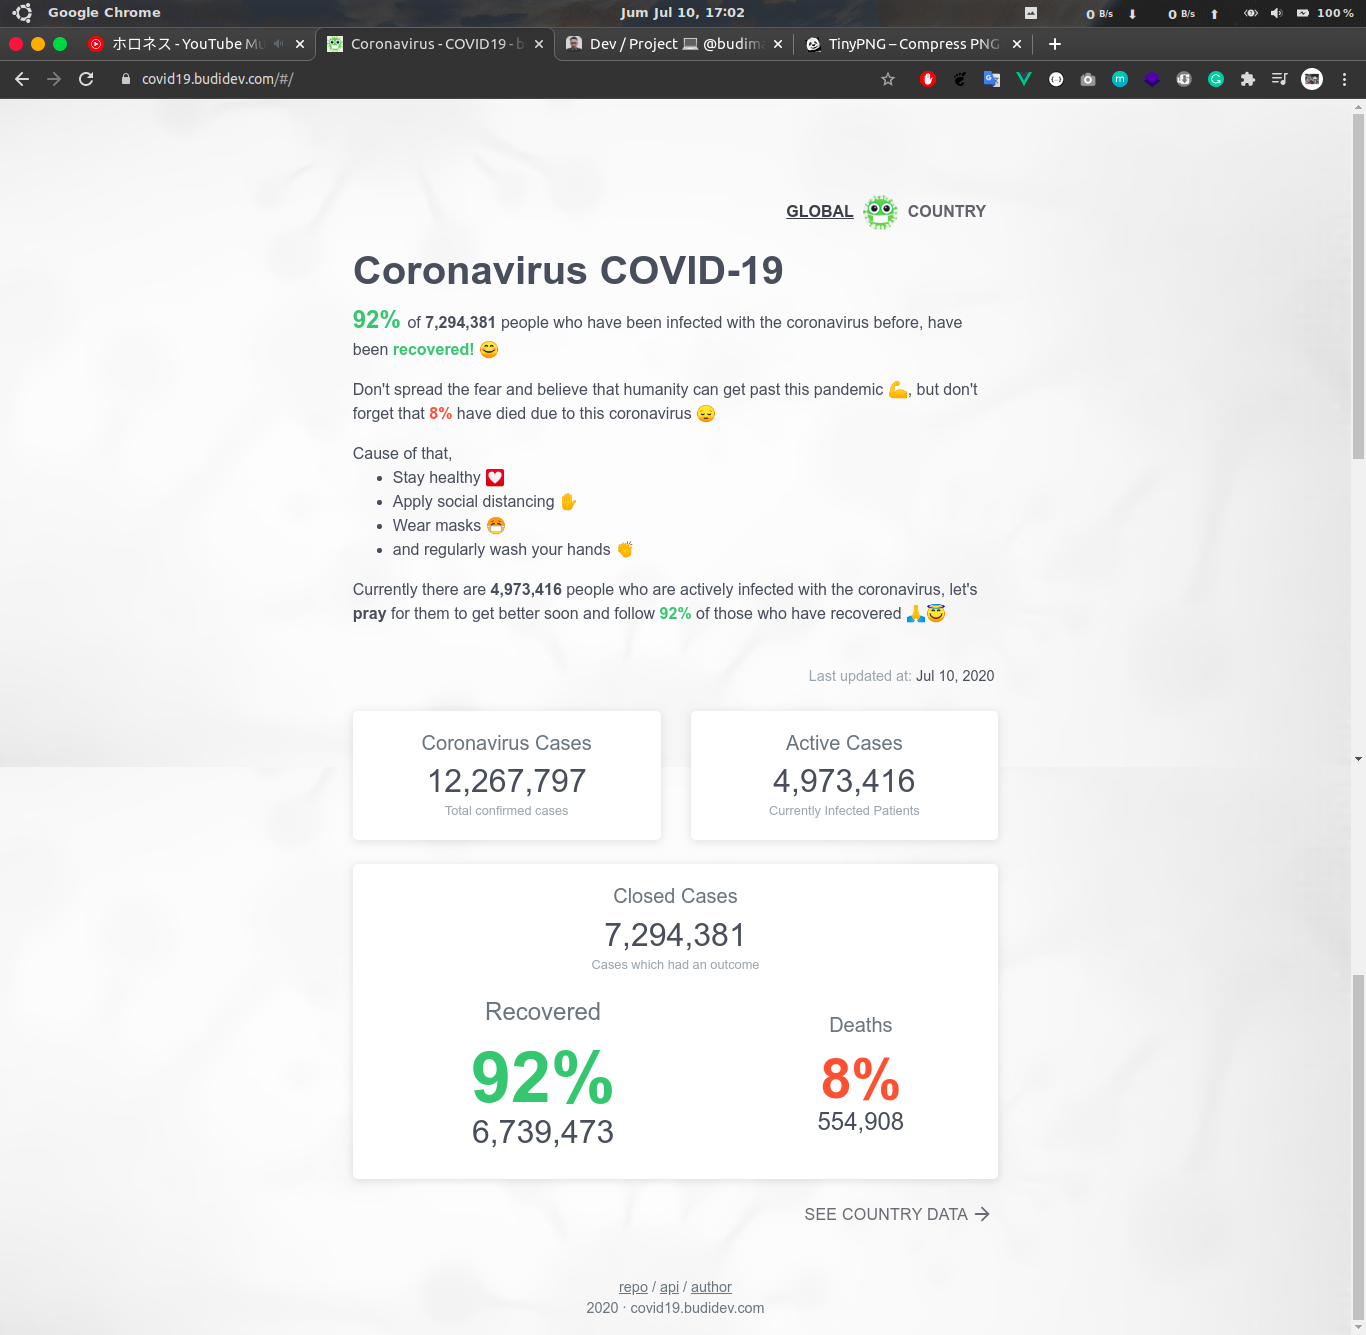 Google Chrome Jum Jul 10, 17:02 0 B/s 0 B/s 100 %
ホロネス - YouTube Mu Coronavirus - COVID19 - b Dev / Project 💻 @budima TinyPNG – Compress PNG
covid19.budidev.com/#/
GLOBAL COUNTRY
Coronavirus COVID-19
92% of 7,294,381 people who have been infected with the coronavirus before, have
been recovered! 😊
Don't spread the fear and believe that humanity can get past this pandemic 💪, but don't
forget that 8% have died due to this coronavirus 😔
Cause of that,
• Stay healthy 💟
• Apply social distancing ✋
• Wear masks 😷
• and regularly wash your hands 👏
Currently there are 4,973,416 people who are actively infected with the coronavirus, let's
pray for them to get better soon and follow 92% of those who have recovered 🙏😇
Last updated at: Jul 10, 2020
Coronavirus Cases
12,267,797
Total confirmed cases
Active Cases
4,973,416
Currently Infected Patients
Closed Cases
7,294,381
Cases which had an outcome
Recovered
92%
6,739,473
Deaths
8%
554,908
SEE COUNTRY DATA →
repo / api / author
2020 · covid19.budidev.com